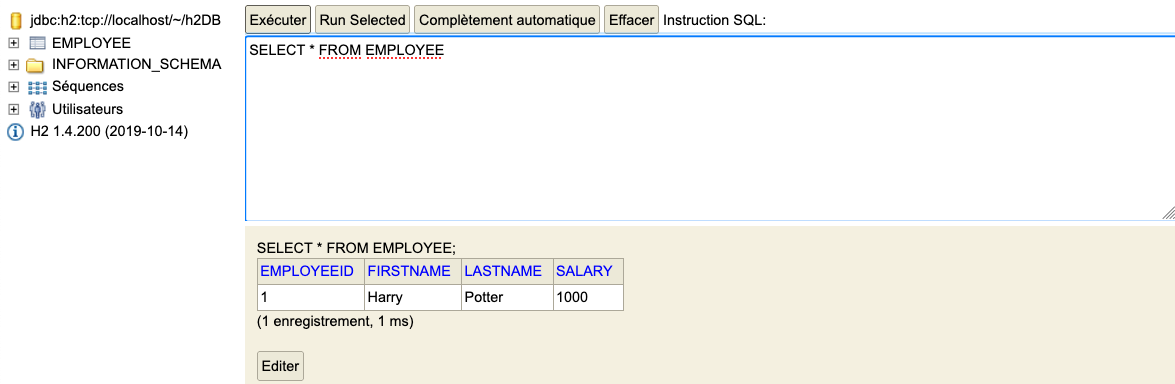 jdbc:h2:tcp://localhost/~/h2DB
EMPLOYEE
INFORMATION_SCHEMA
Séquences
Utilisateurs
H2 1.4.200 (2019-10-14)
Exécuter Run Selected Complètement automatique Effacer Instruction SQL:
SELECT * FROM EMPLOYEE
SELECT * FROM EMPLOYEE;
EMPLOYEEID FIRSTNAME LASTNAME SALARY
1 Harry Potter 1000
(1 enregistrement, 1 ms)
Editer